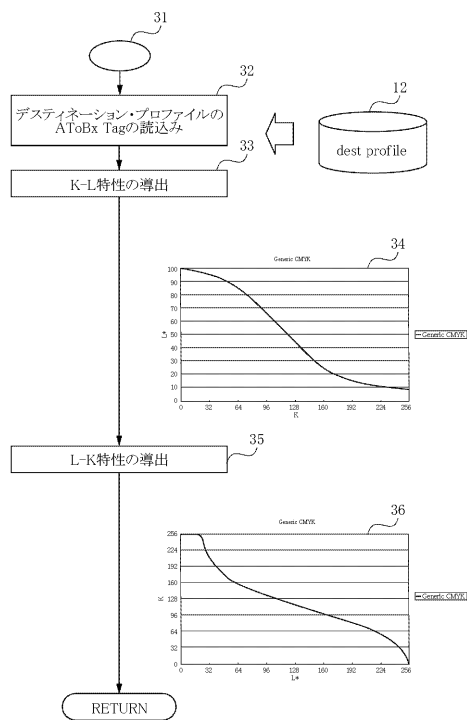 31
32
デスティネーション・プロファイルの
AToBx Tagの読込み
12
dest profile
33
K-L特性の導出
34
Generic CMYK
100
90
80
70
60
50
40
30
20
10
0
L*
0 32 64 96 128 160 192 224 256
K
Generic CMYK
35
L-K特性の導出
36
Generic CMYK
256
224
192
160
128
96
64
32
0
K
0 32 64 96 128 160 192 224 256
L*
Generic CMYK
RETURN